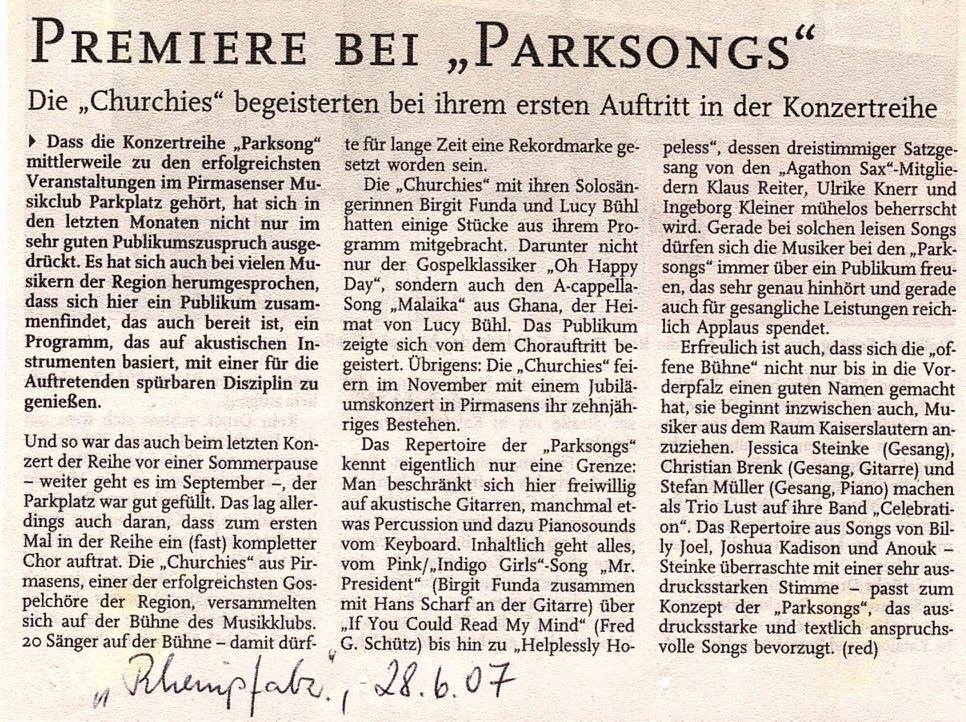 PREMIERE BEI „PARKSONGS“
Die „Churchies“ begeisterten bei ihrem ersten Auftritt in der Konzertreihe
Dass die Konzertreihe „Parksong“
mittlerweile zu den erfolgreichsten
Veranstaltungen im Pirmasenser Mu-
sikclub Parkplatz gehört, hat sich in
den letzten Monaten nicht nur im
sehr guten Publikumszuspruch ausge-
drückt. Es hat sich auch bei vielen Mu-
sikern der Region herumgesprochen,
dass sich hier ein Publikum zusam-
menfindet, das auch bereit ist, ein
Programm, das auf akustischen In-
strumenten basiert, mit einer für die
Auftretenden spürbaren Disziplin zu
genießen.
Und so war das auch beim letzten Kon-
zert der Reihe vor einer Sommerpause
– weiter geht es im September –, der
Parkplatz war gut gefüllt. Das lag aller-
dings auch daran, dass zum ersten
Mal in der Reihe ein (fast) kompletter
Chor auftrat. Die „Churchies“ aus Pir-
masens, einer der erfolgreichsten Gos-
pelchöre der Region, versammelten
sich auf der Bühne des Musikklubs.
20 Sänger auf der Bühne – damit dürf-
te für lange Zeit eine Rekordmarke ge-
setzt worden sein.
Die „Churchies“ mit ihren Solosän-
gerinnen Birgit Funda und Lucy Bühl
hatten einige Stücke aus ihrem Pro-
gramm mitgebracht. Darunter nicht
nur der Gospelklassiker „Oh Happy
Day“, sondern auch den A-cappella-
Song „Malaika“ aus Ghana, der Hei-
mat von Lucy Bühl. Das Publikum
zeigte sich von dem Chorauftritt be-
geistert. Übrigens: Die „Churchies“ fei-
ern im November mit einem Jubilä-
umskonzert in Pirmasens ihr zehnjäh-
riges Bestehen.
Das Repertoire der „Parksongs“
kennt eigentlich nur eine Grenze:
Man beschränkt sich hier freiwillig
auf akustische Gitarren, manchmal et-
was Percussion und dazu Pianosounds
vom Keyboard. Inhaltlich geht alles,
vom Pink/„Indigo Girls“-Song „Mr.
President“ (Birgit Funda zusammen
mit Hans Scharf an der Gitarre) über
„If You Could Read My Mind“ (Fred
G. Schütz) bis hin zu „Helplessly Ho-
peless“, dessen dreistimmiger Satzge-
sang von den „Agathon Sax“-Mitglie-
dern Klaus Reiter, Ulrike Knerr und
Ingeborg Kleiner mühelos beherrscht
wird. Gerade bei solchen leisen Songs
dürfen sich die Musiker bei den „Park-
songs“ immer über ein Publikum freu-
en, das sehr genau hinhört und gerade
auch für gesangliche Leistungen reich-
lich Applaus spendet.
Erfreulich ist auch, dass sich die „of-
fene Bühne“ nicht nur bis in die Vor-
derpfalz einen guten Namen gemacht
hat, sie beginnt inzwischen auch, Mu-
siker aus dem Raum Kaiserslautern an-
zuziehen. Jessica Steinke (Gesang),
Christian Brenk (Gesang, Gitarre) und
Stefan Müller (Gesang, Piano) machen
als Trio Lust auf ihre Band „Celebrati-
on“. Das Repertoire aus Songs von Bil-
ly Joel, Joshua Kadison und Anouk –
Steinke überraschte mit einer sehr aus-
drucksstarken Stimme – passt zum
Konzept der „Parksongs“, das aus-
drucksstarke und textlich anspruchs-
volle Songs bevorzugt. (red)
„Rheinpfalz“, 28.6.07